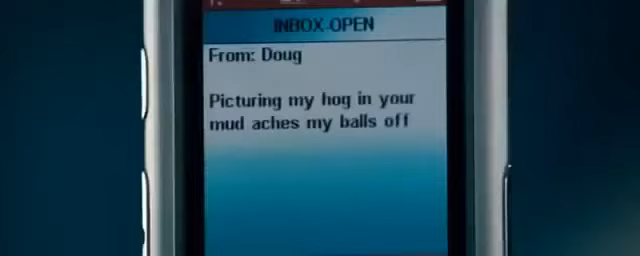 INBOX-OPEN
From: Doug
Picturing my hog in your
mud aches my balls off